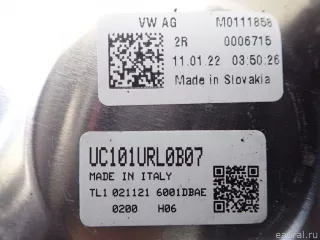 VW AG M0111858
2R 0006715
11.01.22 03:50:26
Made in Slovakia
UC101URL0B07
MADE IN ITALY
TL1 021121 6001DBAE
0200 H06
eaural.ru